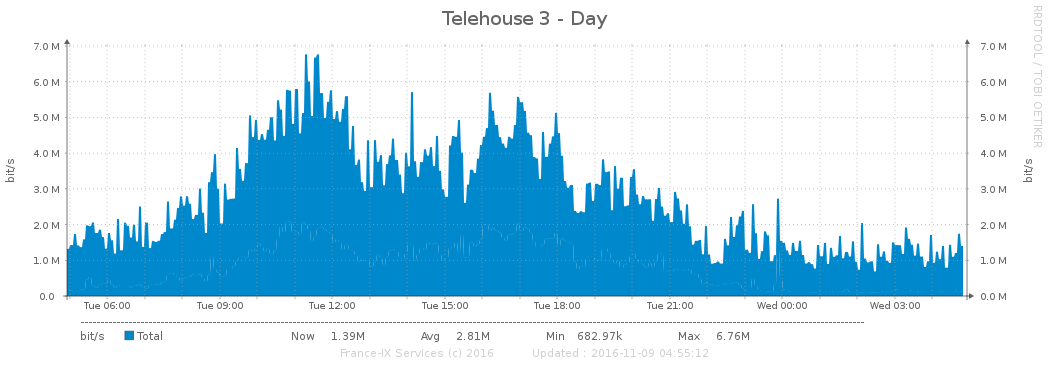 Telehouse 3 - Day
RRDTOOL / TOBI OETIKER
7.0 M 7.0 M
6.0 M 6.0 M
5.0 M 5.0 M
4.0 M 4.0 M
bit/s bit/s
3.0 M 3.0 M
2.0 M 2.0 M
1.0 M 1.0 M
0.0 0.0 M
Tue 06:00 Tue 09:00 Tue 12:00 Tue 15:00 Tue 18:00 Tue 21:00 Wed 00:00 Wed 03:00
bit/s Total Now 1.39M Avg 2.81M Min 682.97k Max 6.76M
France-IX Services (c) 2016 Updated : 2016-11-09 04:55:12